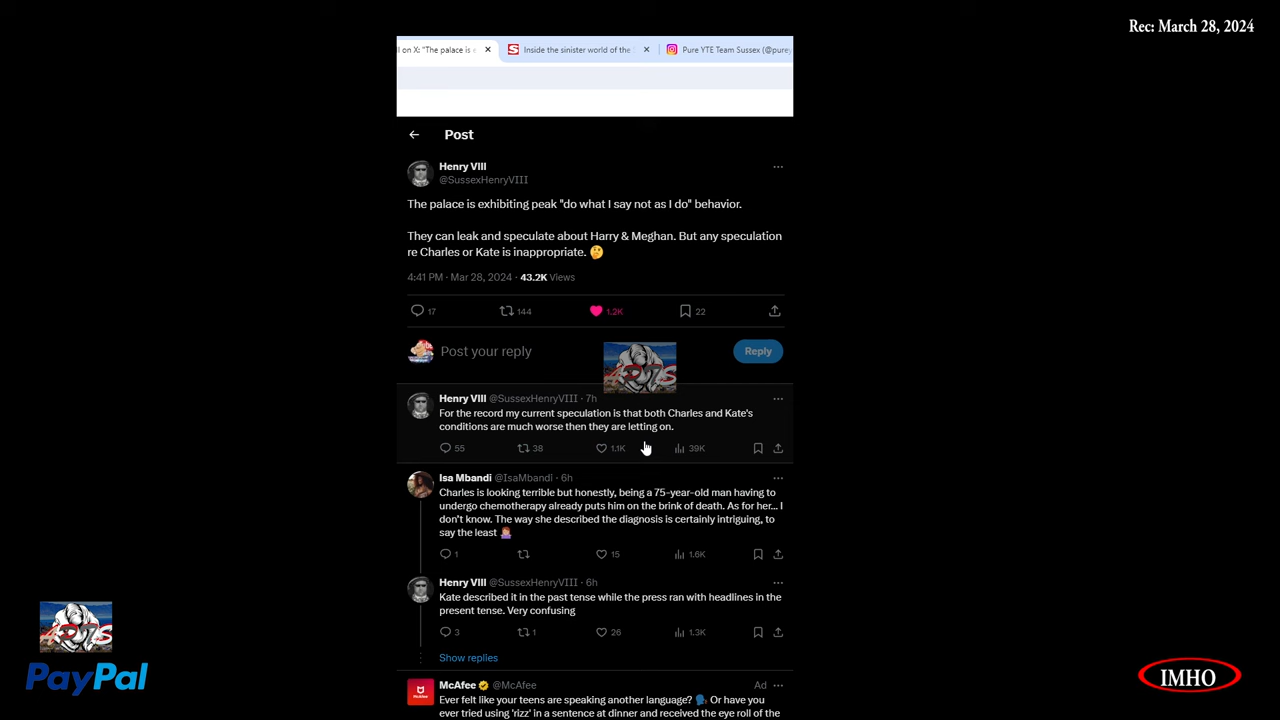 Rec: March 28, 2024
ll on X: "The palace is e
Inside the sinister world of the
Pure YTE Team Sussex (@purey
Post
Henry VIII
@SussexHenryVIII
The palace is exhibiting peak "do what I say not as I do" behavior.
They can leak and speculate about Harry & Meghan. But any speculation
re Charles or Kate is inappropriate. 🤔
4:41 PM · Mar 28, 2024 · 43.2K Views
17 144 1.2K 22
Post your reply
Reply
Henry VIII @SussexHenryVIII · 7h
For the record my current speculation is that both Charles and Kate's
conditions are much worse then they are letting on.
55 38 1.1K 39K
Isa Mbandi @IsaMbandi · 6h
Charles is looking terrible but honestly, being a 75-year-old man having to
undergo chemotherapy already puts him on the brink of death. As for her... I
don't know. The way she described the diagnosis is certainly intriguing, to
say the least 🤷🏽‍♀️
1 15 1.6K
Henry VIII @SussexHenryVIII · 6h
Kate described it in the past tense while the press ran with headlines in the
present tense. Very confusing
3 1 26 1.3K
Show replies
McAfee @McAfee Ad
Ever felt like your teens are speaking another language? 🗣️ Or have you
ever tried using 'rizz' in a sentence at dinner and received the eye roll of the
PayPal
IMHO